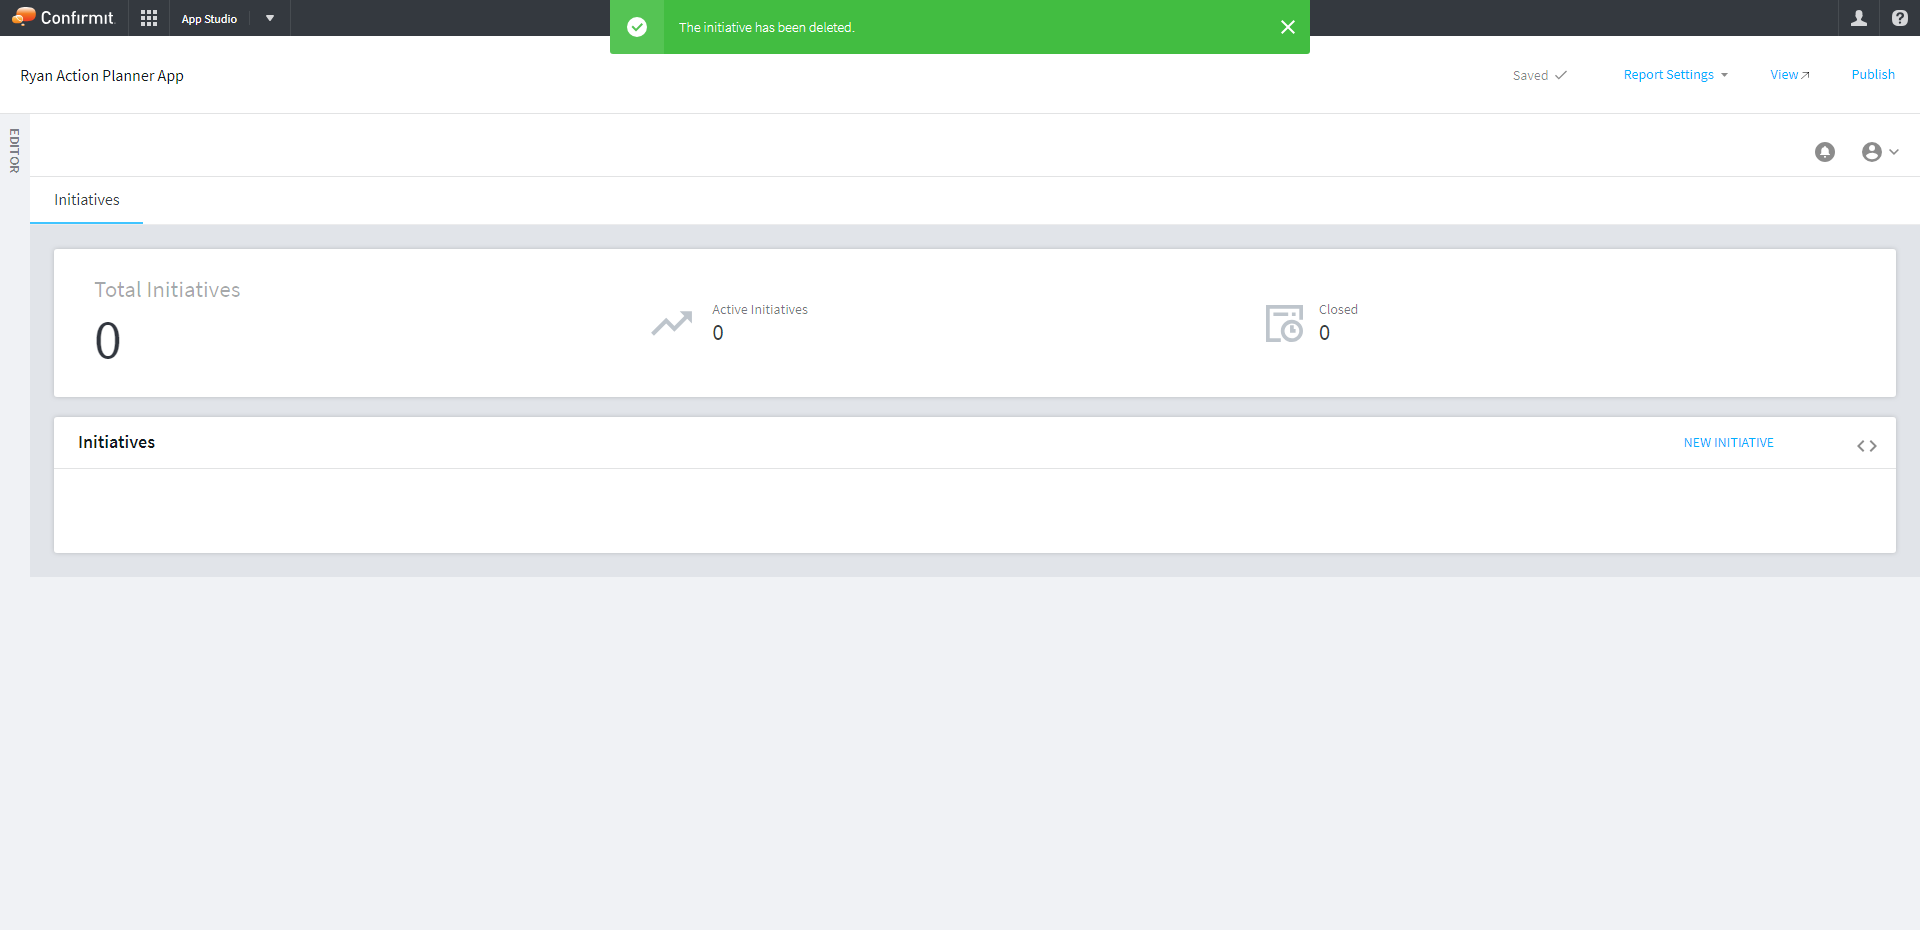 Confirmit
App Studio
The initiative has been deleted.
Ryan Action Planner App
Saved
Report Settings
View
Publish
EDITOR
Initiatives
Total Initiatives
0
Active Initiatives
0
Closed
0
Initiatives
NEW INITIATIVE